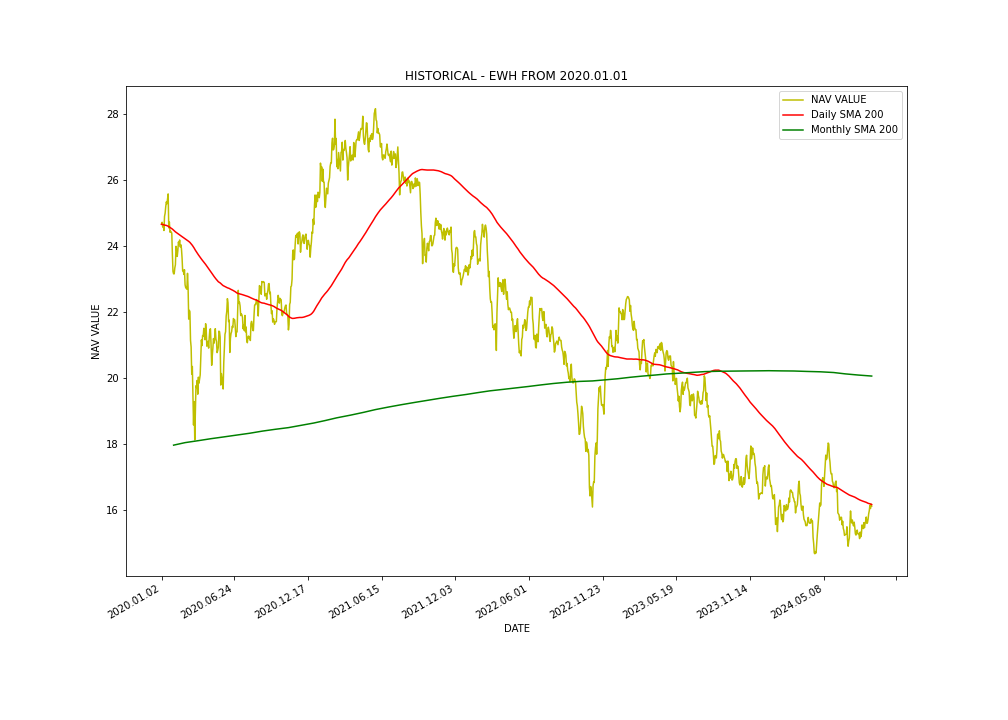 HISTORICAL - EWH FROM 2020.01.01
NAV VALUE
Daily SMA 200
Monthly SMA 200
28
26
24
22
20
18
16
NAV VALUE
2020.01.02
2020.06.24
2020.12.17
2021.06.15
2021.12.03
2022.06.01
2022.11.23
2023.05.19
2023.11.14
2024.05.08
DATE